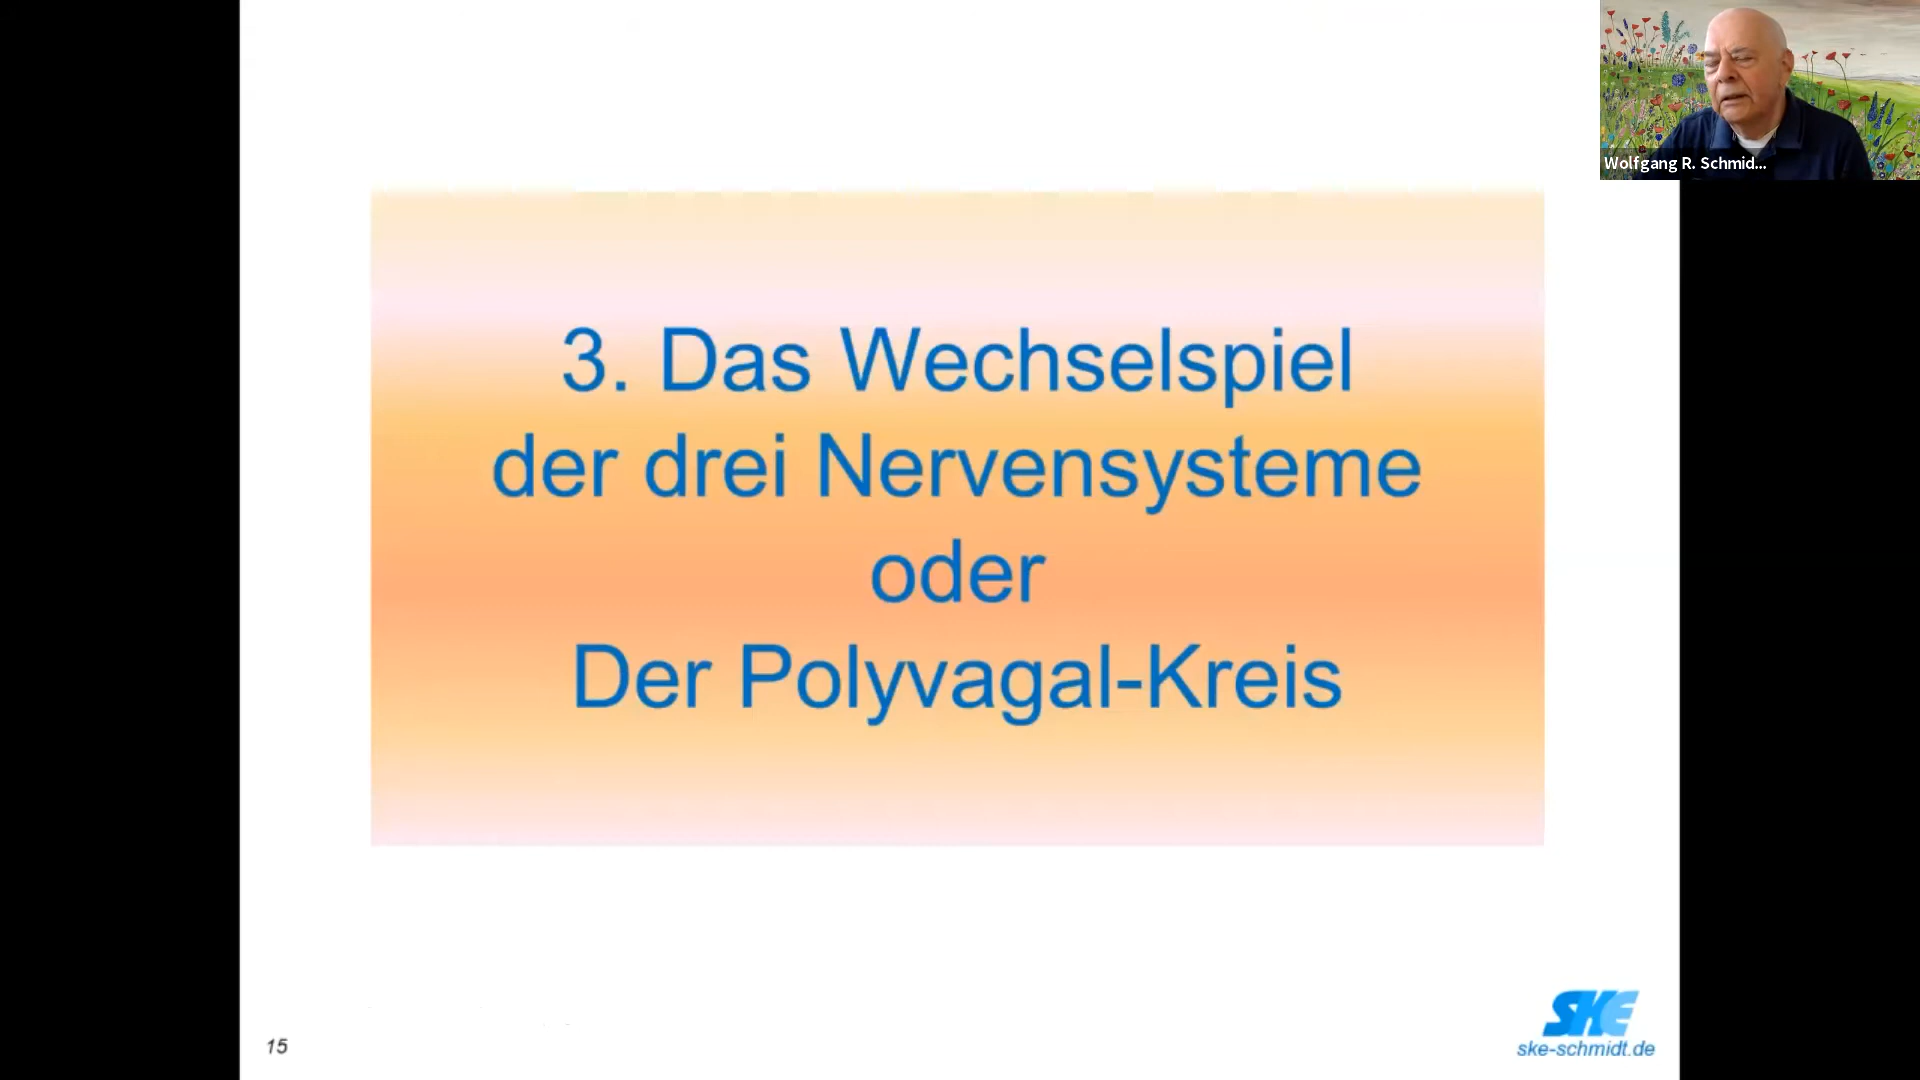 Wolfgang R. Schmid...
3. Das Wechselspiel
der drei Nervensysteme
oder
Der Polyvagal-Kreis
15
SKE
ske-schmidt.de